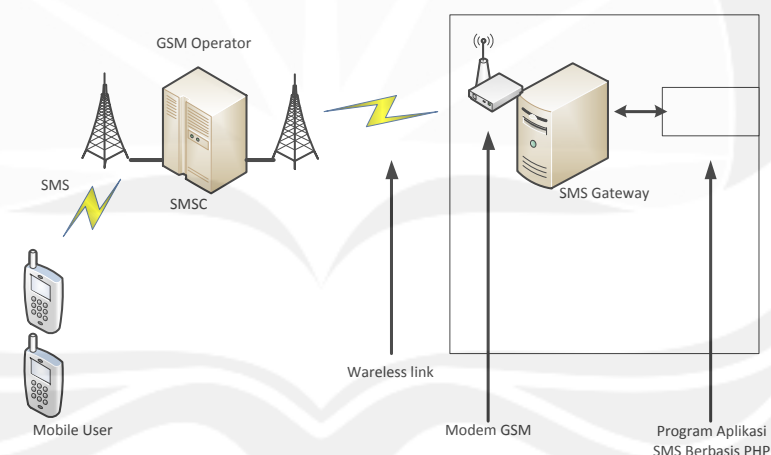 GSM Operator
SMS
SMSC
SMS Gateway
Wareless link
Mobile User
Modem GSM
Program Aplikasi
SMS Berbasis PHP